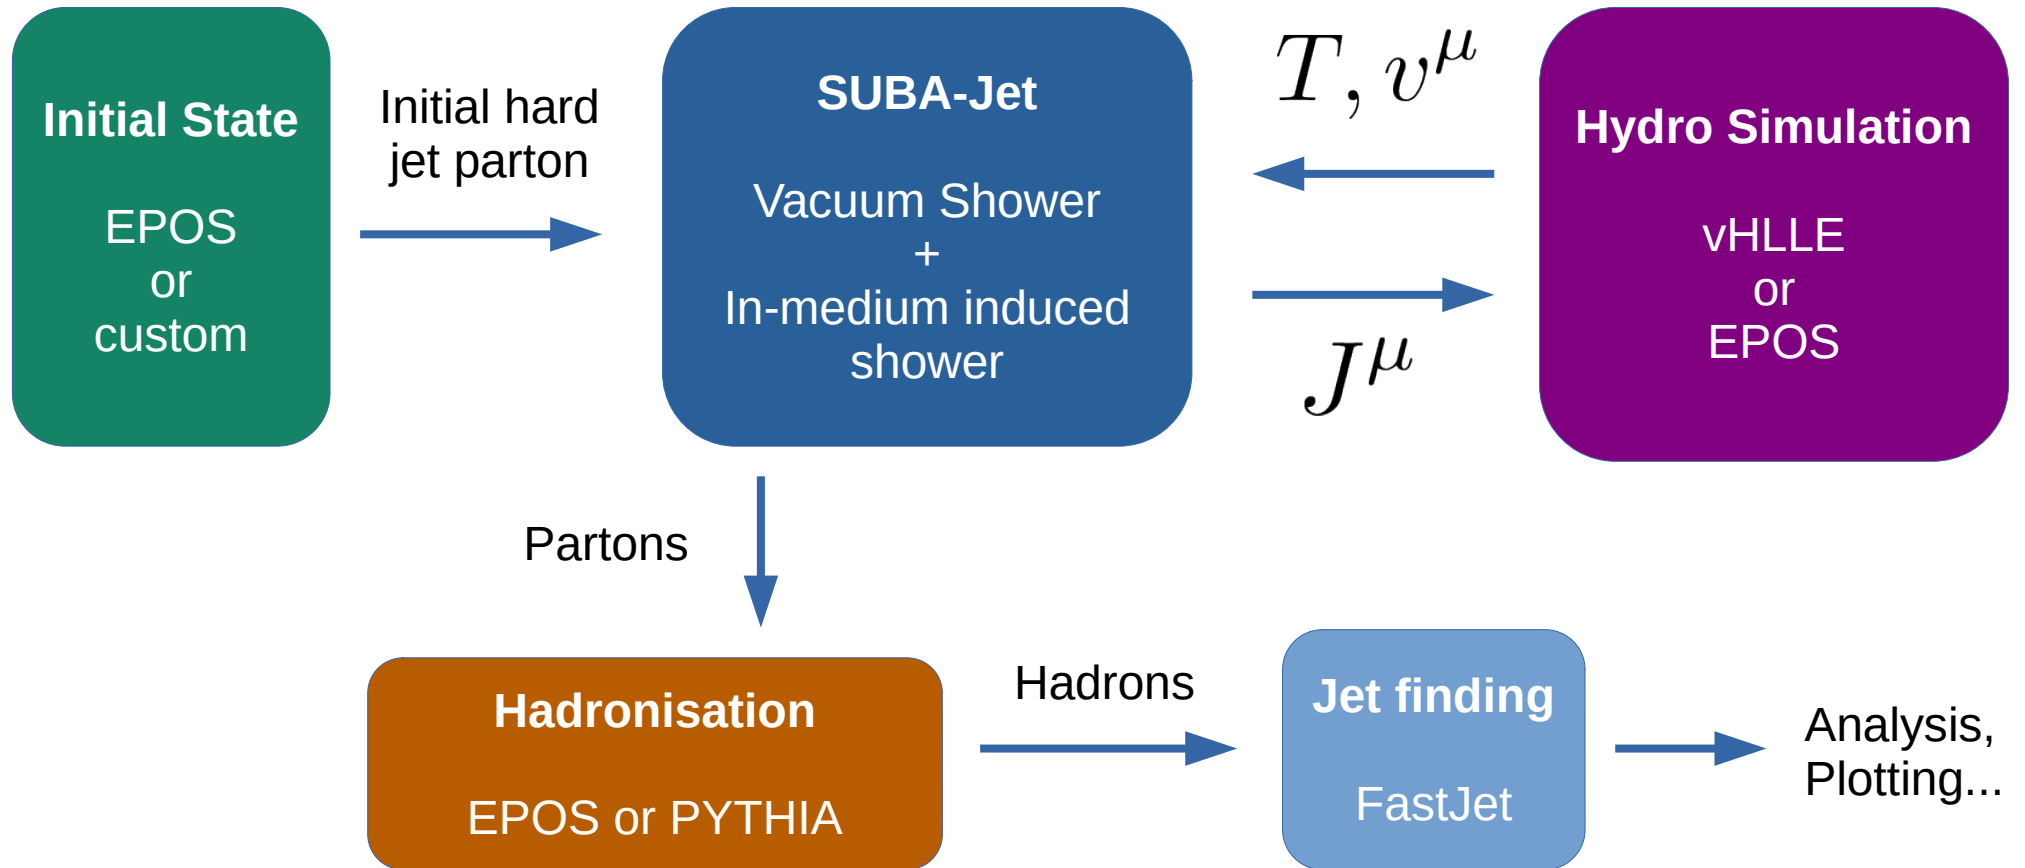 Initial State
EPOS
or
custom
Initial hard
jet parton
SUBA-Jet
Vacuum Shower
+
In-medium induced
shower
T, v^μ
J^μ
Hydro Simulation
vHLLE
or
EPOS
Partons
Hadronisation
EPOS or PYTHIA
Hadrons
Jet finding
FastJet
Analysis,
Plotting...